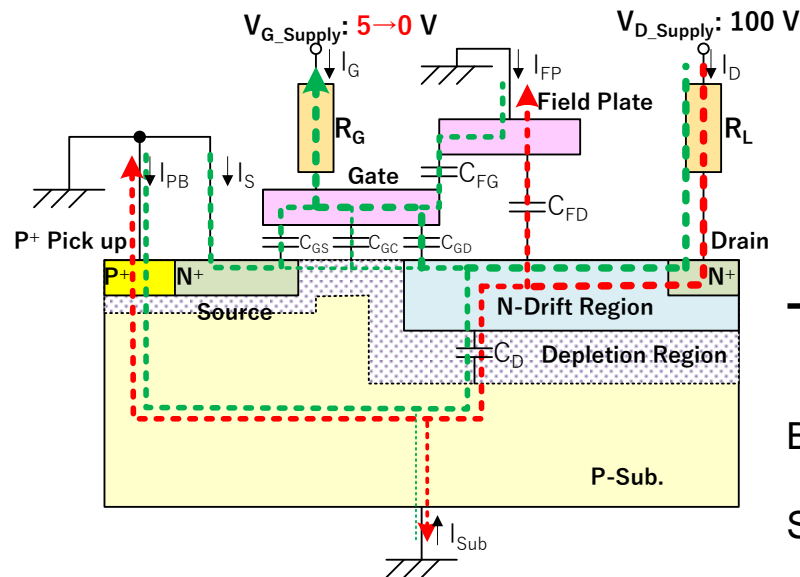 V_G_Supply: 5→0 V
V_D_Supply: 100 V
I_G
I_FP
I_D
Field Plate
R_G
R_L
I_PB
I_S
Gate
C_FG
C_FD
P⁺ Pick up
C_GS
C_GC
C_GD
Drain
P⁺
N⁺
N⁺
Source
N-Drift Region
C_D
Depletion Region
E
P-Sub.
S
I_Sub